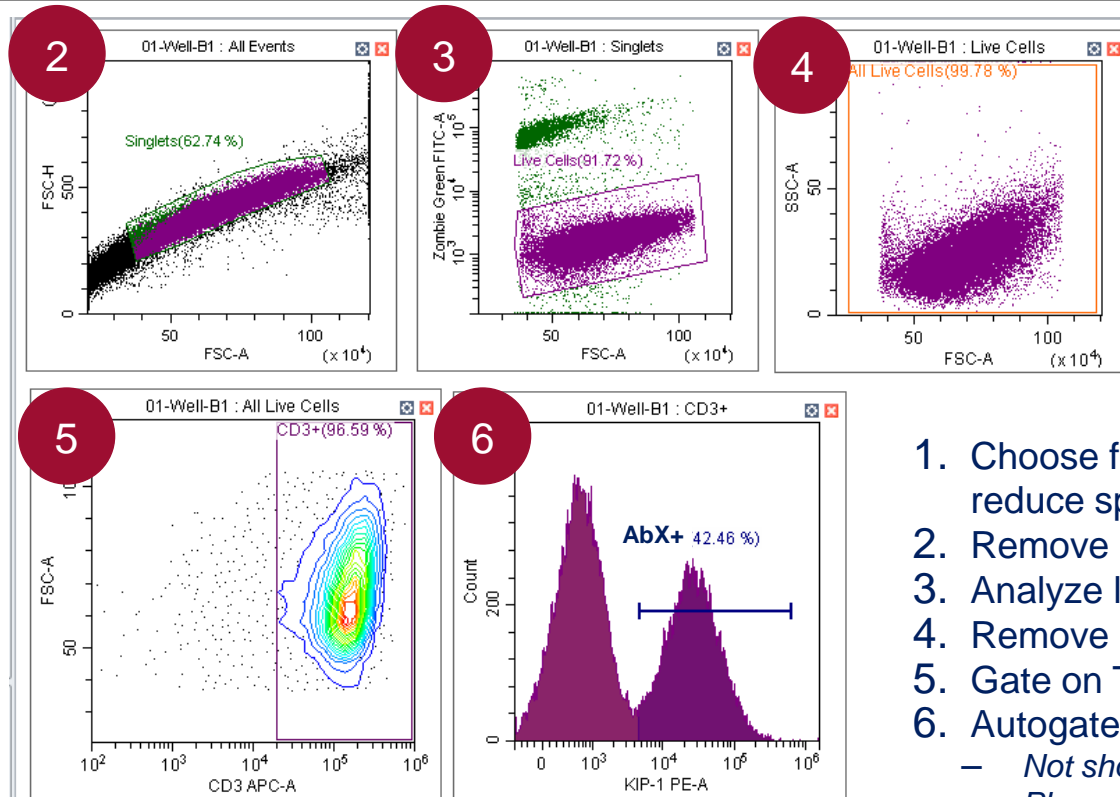 2
01-Well-B1 : All Events
Singlets(62.74 %)
FSC-H
500
0
50
100
FSC-A
(x 10⁴)
3
01-Well-B1 : Singlets
Live Cells(91.72 %)
Zombie Green FITC-A
10⁵
10⁴
10³
50
100
FSC-A
(x 10⁴)
4
01-Well-B1 : Live Cells
All Live Cells(99.78 %)
SSC-A
50
0
50
100
FSC-A
(x 10⁴)
5
01-Well-B1 : All Live Cells
CD3+(96.59 %)
FSC-A
50
10² 10³ 10⁴ 10⁵ 10⁶
CD3 APC-A
6
01-Well-B1 : CD3+
AbX+ 42.46 %)
Count
200
0
0 10³ 10⁴ 10⁵ 10⁶
KIP-1 PE-A
1. Choose f
reduce sp
2. Remove
3. Analyze l
4. Remove
5. Gate on T
6. Autogate
– Not sho